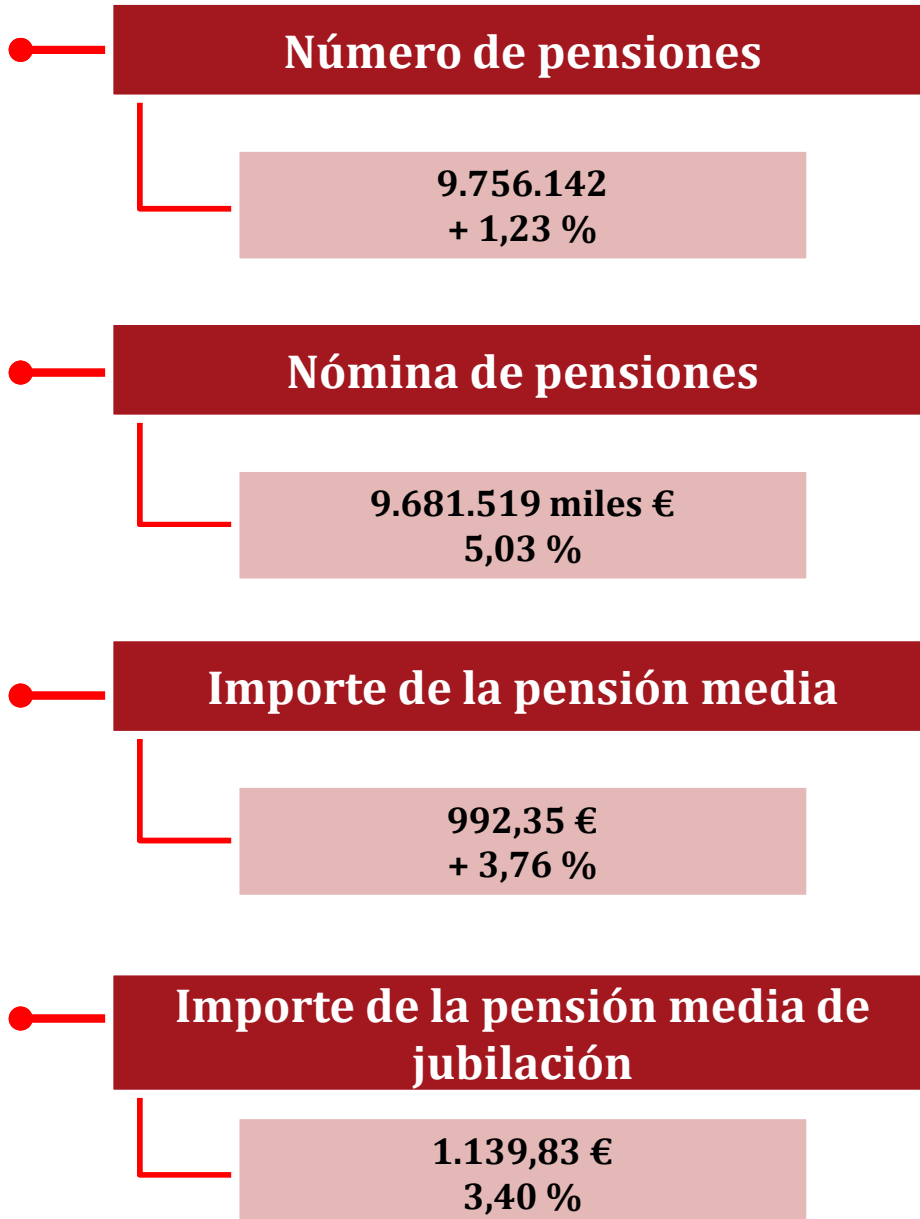 Número de pensiones
9.756.142
+ 1,23 %
Nómina de pensiones
9.681.519 miles €
5,03 %
Importe de la pensión media
992,35 €
+ 3,76 %
Importe de la pensión media de
jubilación
1.139,83 €
3,40 %